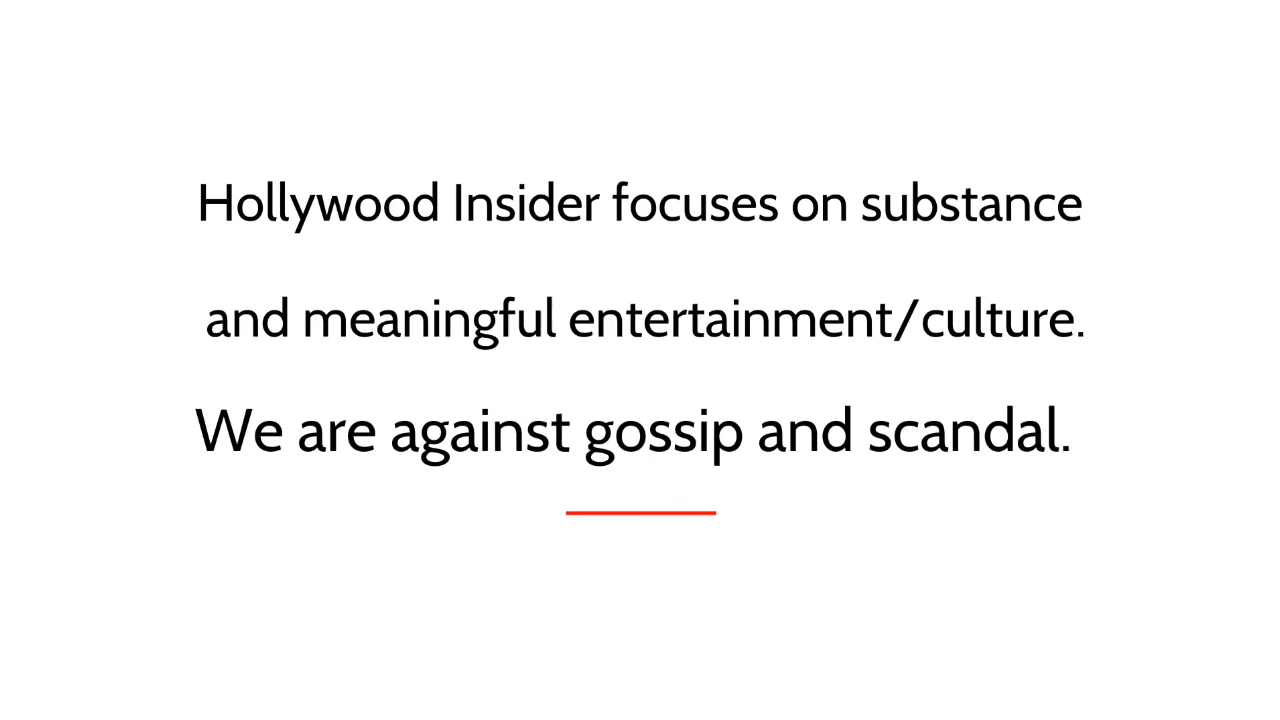 Hollywood Insider focuses on substance
and meaningful entertainment/culture.
We are against gossip and scandal.